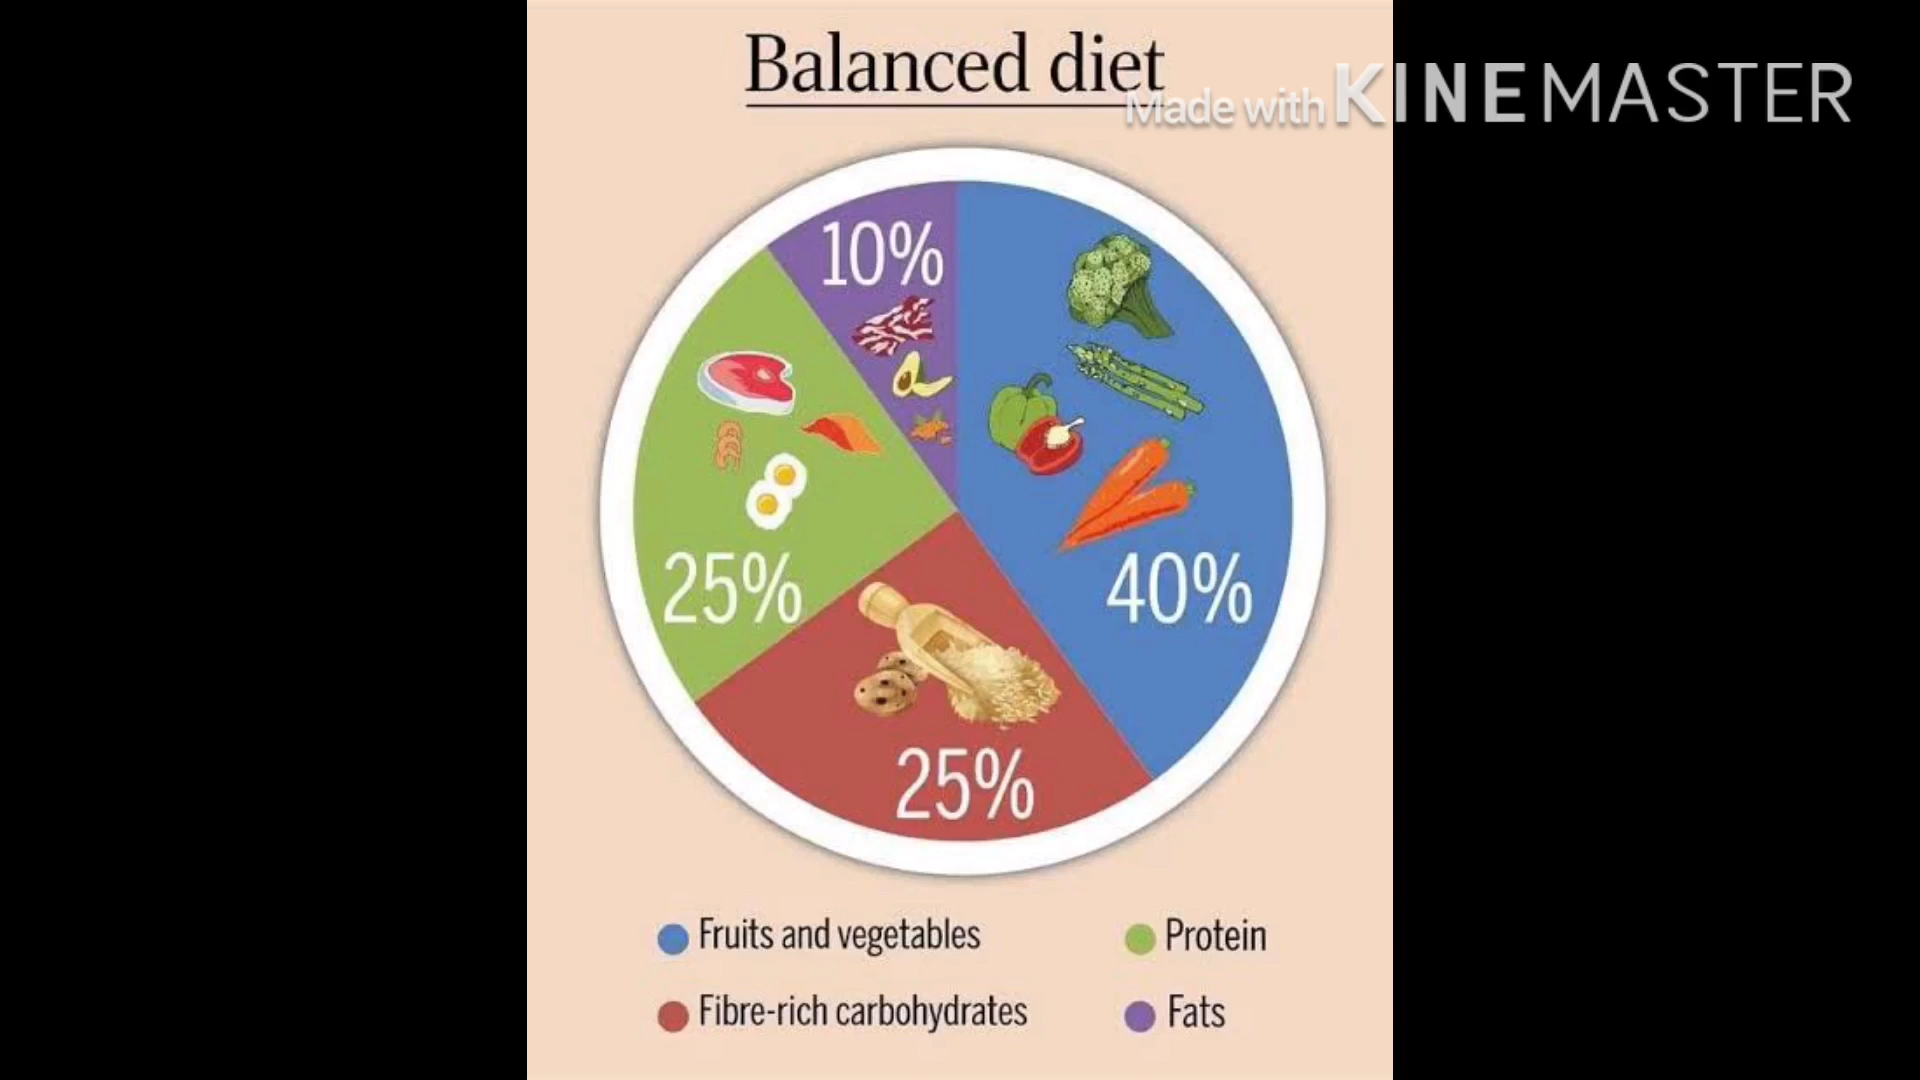 Balanced diet
Made with KINEMASTER
10%
25%
40%
25%
Fruits and vegetables
Protein
Fibre-rich carbohydrates
Fats